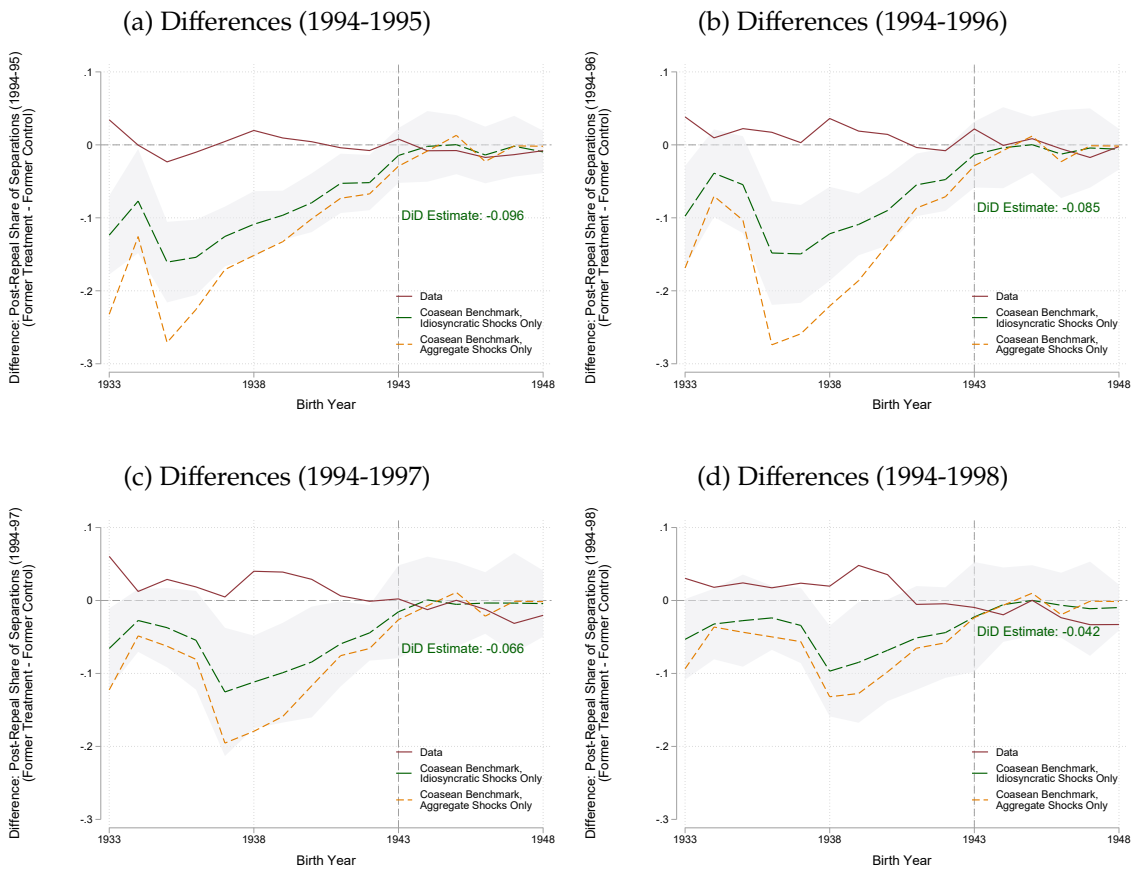 (a) Differences (1994-1995)
Difference: Post-Repeal Share of Separations (1994-95)
(Former Treatment - Former Control)
.1
0
-.1
-.2
-.3
DiD Estimate: -0.096
Data
Coasean Benchmark,
Idiosyncratic Shocks Only
Coasean Benchmark,
Aggregate Shocks Only
1933
1938
1943
1948
Birth Year
(b) Differences (1994-1996)
Difference: Post-Repeal Share of Separations (1994-96)
(Former Treatment - Former Control)
.1
0
-.1
-.2
-.3
DiD Estimate: -0.085
Data
Coasean Benchmark,
Idiosyncratic Shocks Only
Coasean Benchmark,
Aggregate Shocks Only
1933
1938
1943
1948
Birth Year
(c) Differences (1994-1997)
Difference: Post-Repeal Share of Separations (1994-97)
(Former Treatment - Former Control)
.1
0
-.1
-.2
-.3
DiD Estimate: -0.066
Data
Coasean Benchmark,
Idiosyncratic Shocks Only
Coasean Benchmark,
Aggregate Shocks Only
1933
1938
1943
1948
Birth Year
(d) Differences (1994-1998)
Difference: Post-Repeal Share of Separations (1994-98)
(Former Treatment - Former Control)
.1
0
-.1
-.2
-.3
DiD Estimate: -0.042
Data
Coasean Benchmark,
Idiosyncratic Shocks Only
Coasean Benchmark,
Aggregate Shocks Only
1933
1938
1943
1948
Birth Year